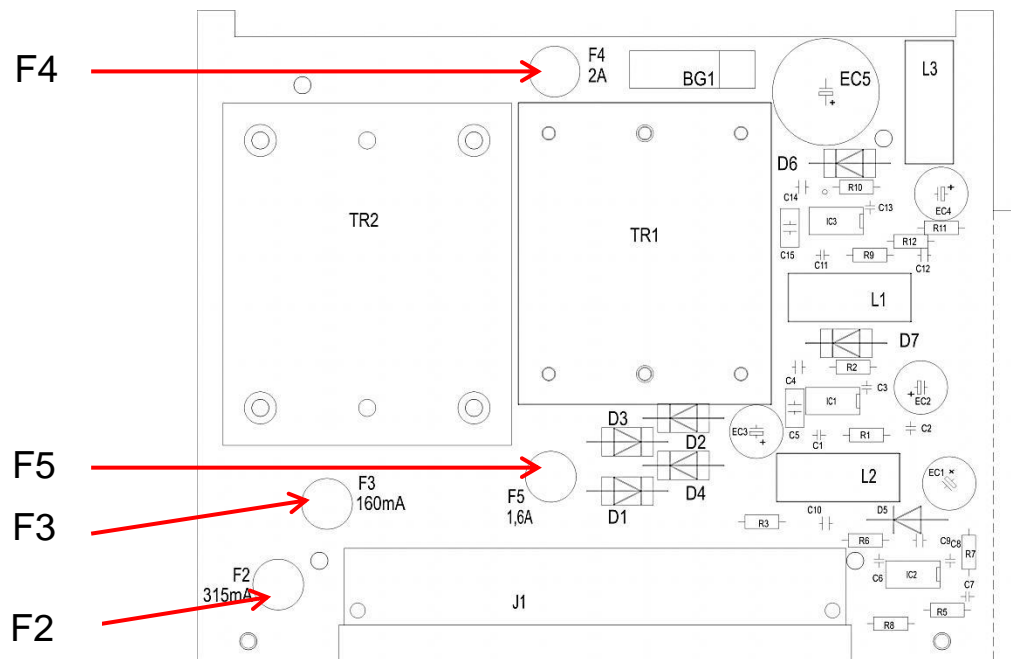 F4
F4
2A
BG1
EC5
L3
D6
C14
R10
C13
EC4
IC3
R11
TR2
TR1
R12
C15
C11
R9
C12
L1
D7
C4
R2
C3
IC1
EC2
D3
D2
EC3
C5
C1
R1
C2
F5
F3
160mA
F5
1,6A
D1
D4
L2
EC1
F3
R3
C10
D5
R6
C9
C8
R7
F2
315mA
C6
IC2
C7
J1
R5
F2
R8